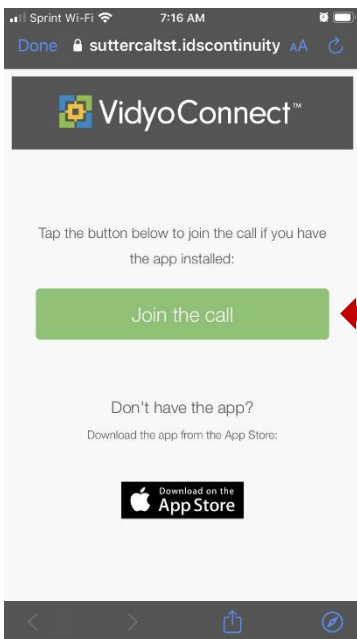 Sprint Wi-Fi 7:16 AM
Done suttercaltst.idscontinuity AA
VidyoConnect™
Tap the button below to join the call if you have
the app installed:
Join the call
Don't have the app?
Download the app from the App Store:
Download on the
App Store